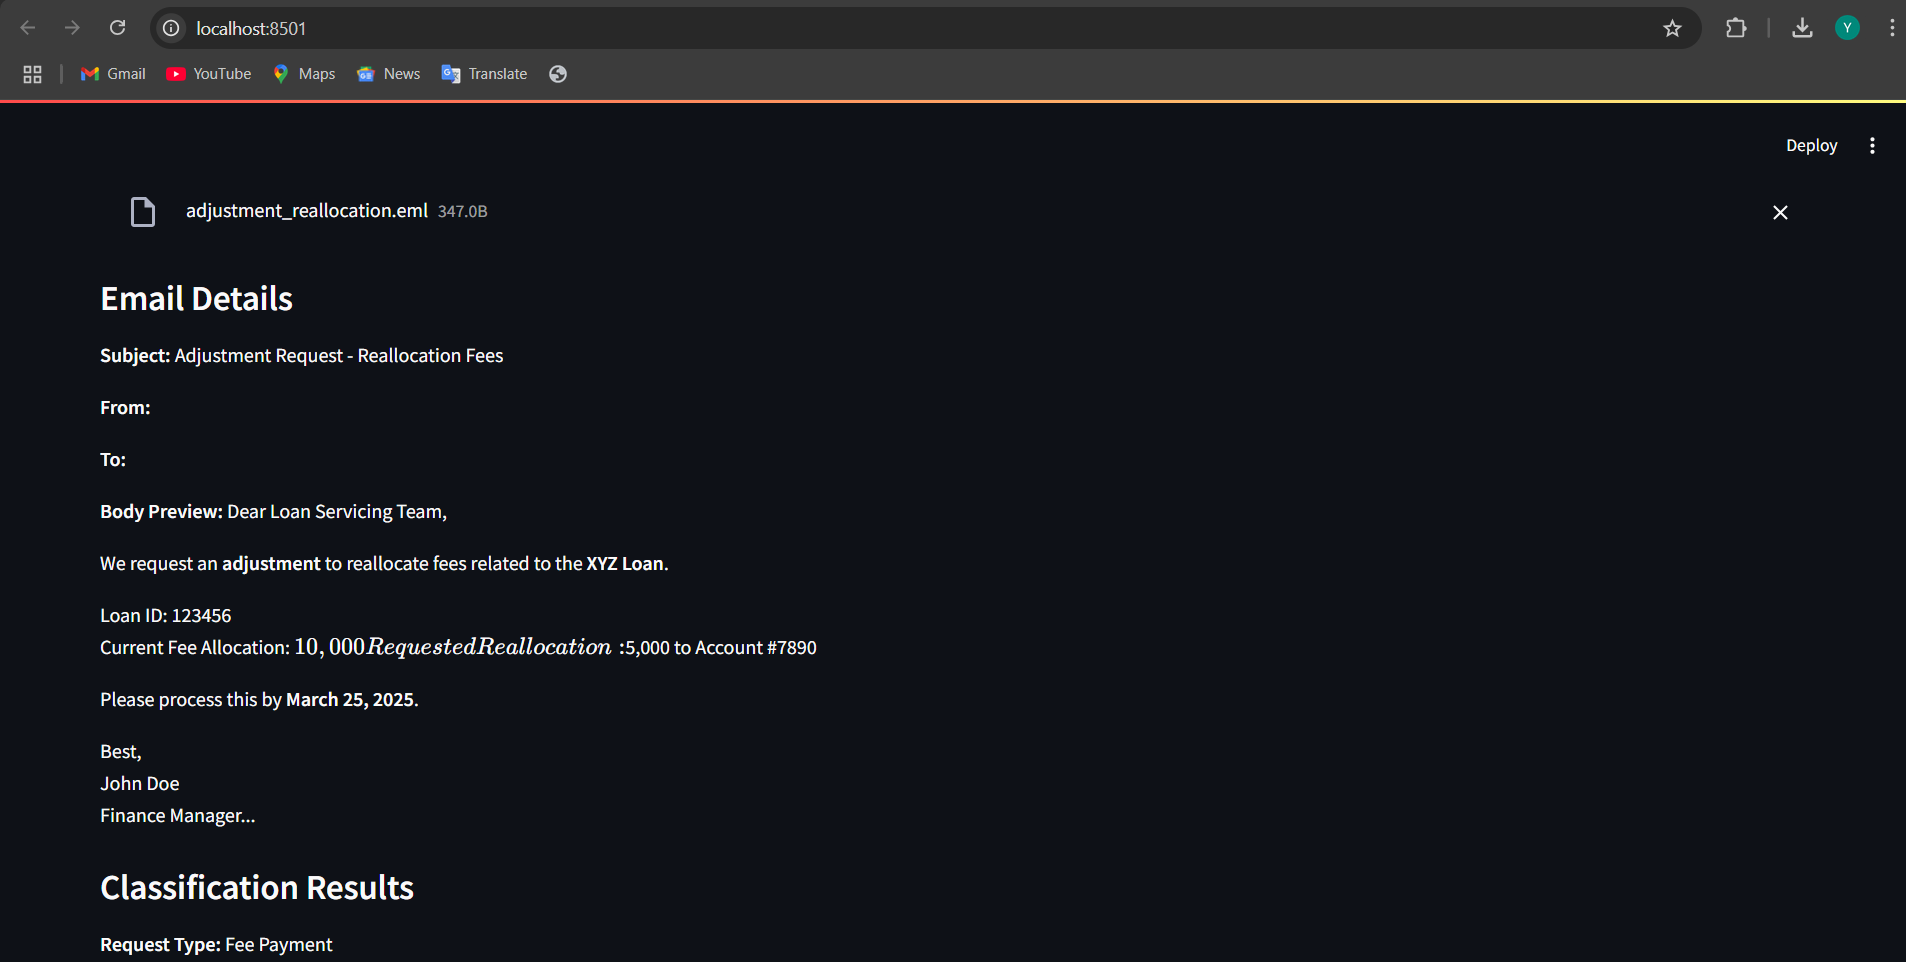 localhost:8501
Y
Gmail YouTube Maps News Translate
Deploy
adjustment_reallocation.eml 347.0B
Email Details
Subject: Adjustment Request - Reallocation Fees
From:
To:
Body Preview: Dear Loan Servicing Team,
We request an adjustment to reallocate fees related to the XYZ Loan.
Loan ID: 123456
Current Fee Allocation: 10,000RequestedReallocation :5,000 to Account #7890
Please process this by March 25, 2025.
Best,
John Doe
Finance Manager...
Classification Results
Request Type: Fee Payment